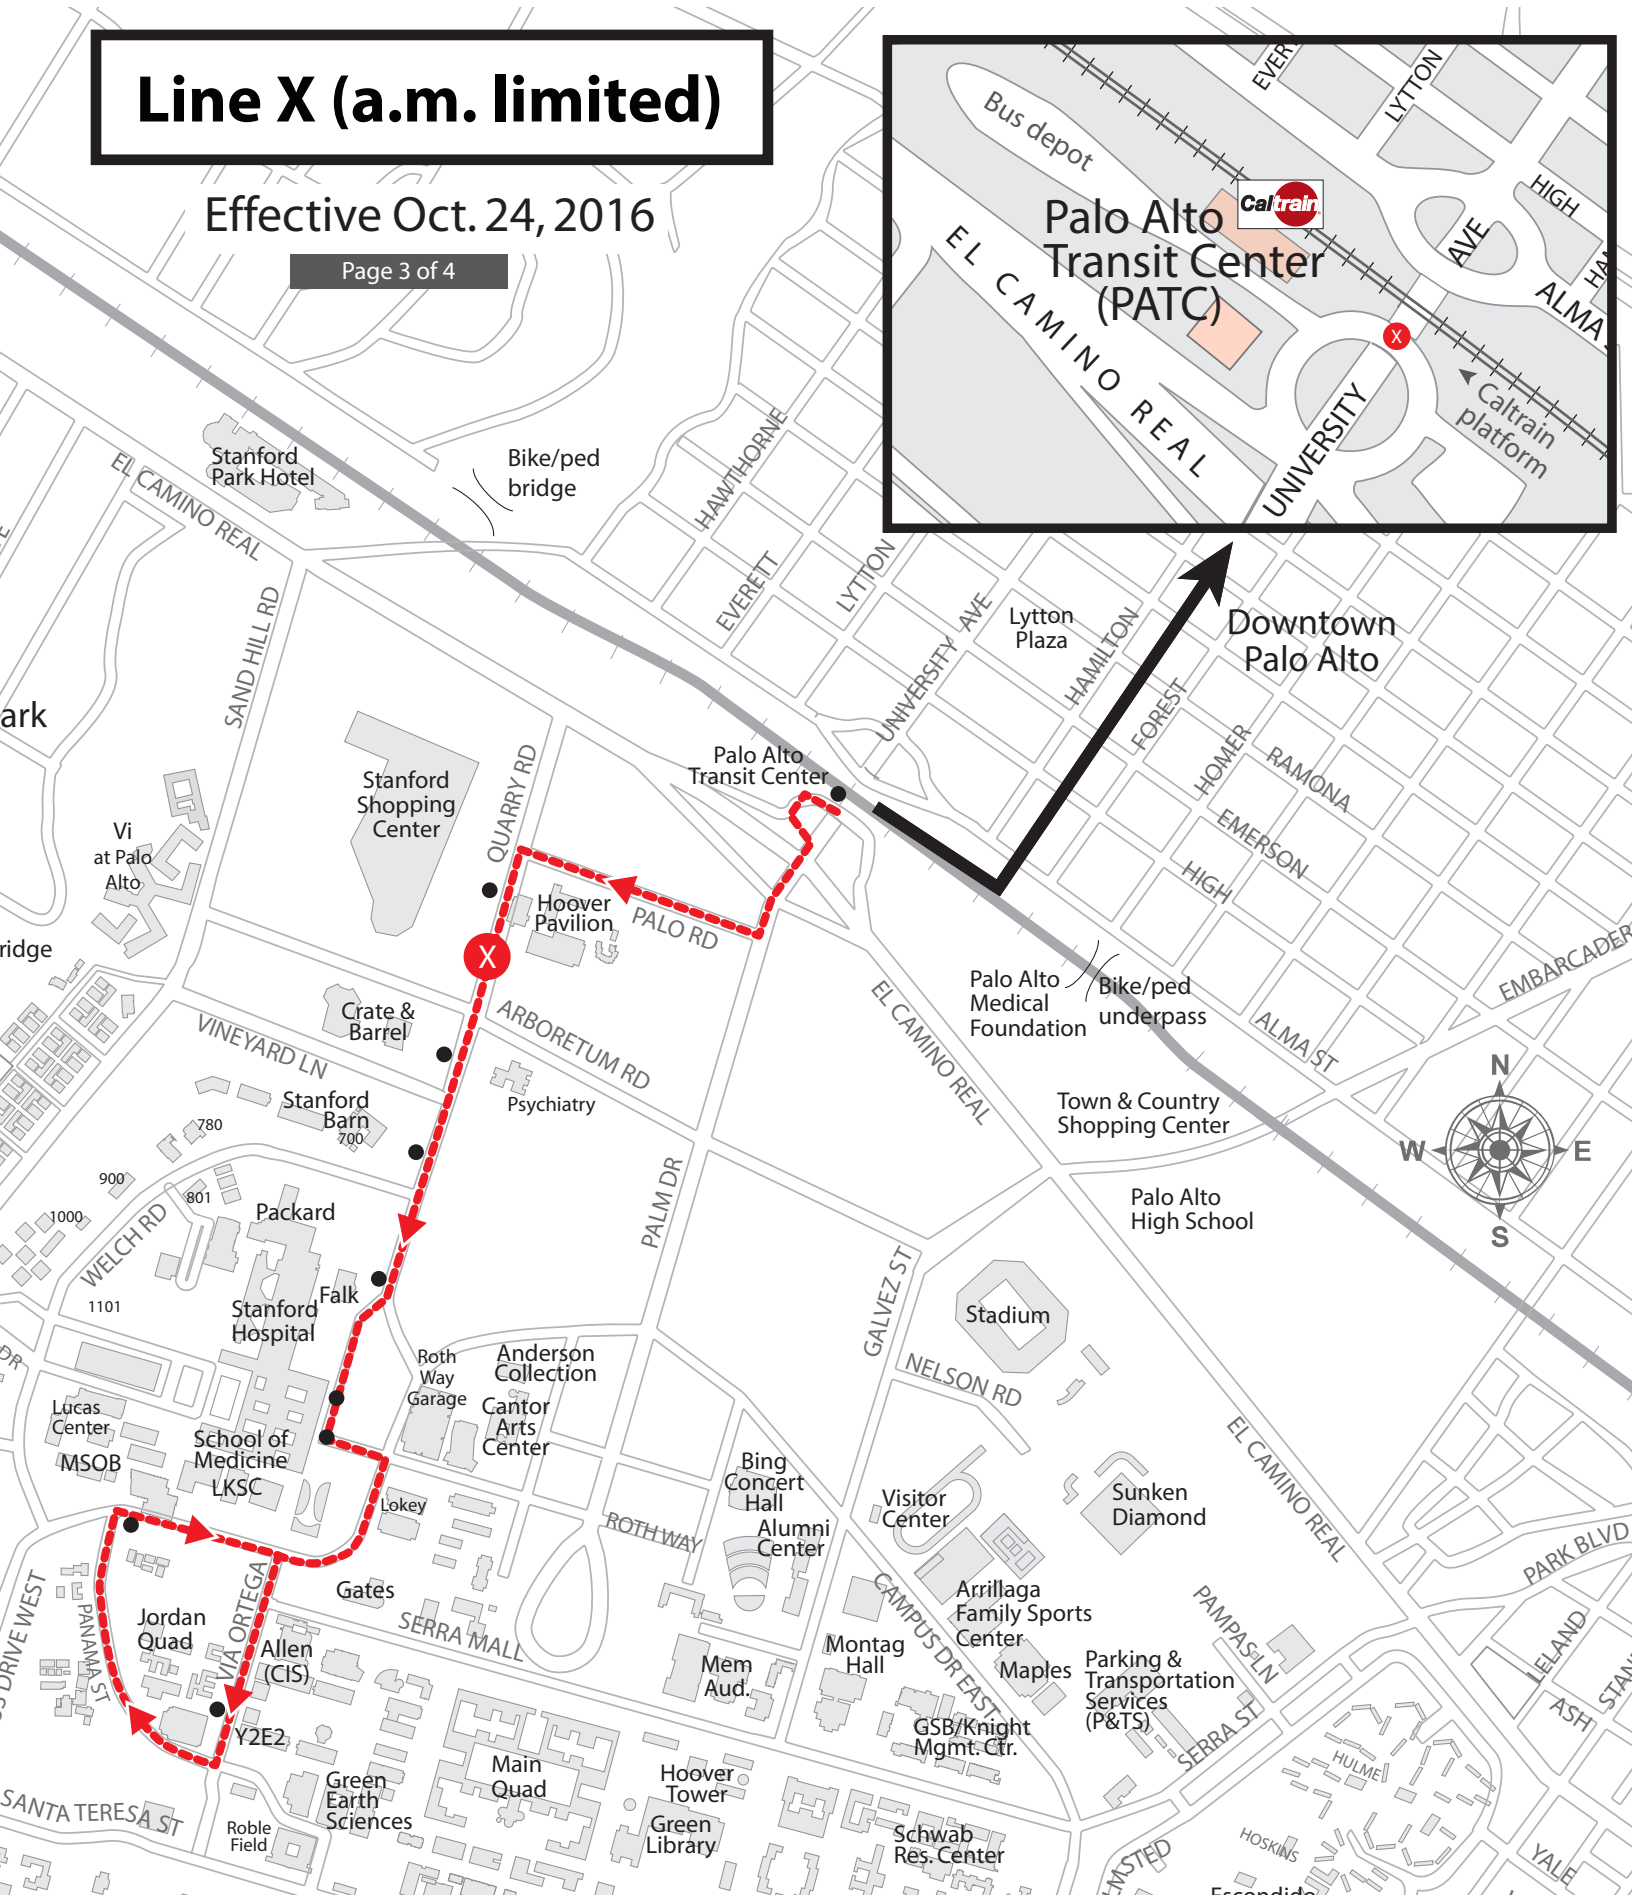 Line X (a.m. limited)
Effective Oct. 24, 2016
Page 3 of 4
EVER
LYTTON
Bus depot
HIGH
Caltrain
Palo Alto
Transit Center
(PATC)
AVE
ALMA
EL CAMINO REAL
X
UNIVERSITY
Caltrain
platform
Stanford
Park Hotel
Bike/ped
bridge
EL CAMINO REAL
HAWTHORNE
EVERETT
LYTTON
UNIVERSITY AVE
Lytton
Plaza
HAMILTON
Downtown
Palo Alto
SAND HILL RD
FOREST
HOMER
RAMONA
EMERSON
HIGH
ark
Palo Alto
Transit Center
QUARRY RD
Stanford
Shopping
Center
Vi
at Palo
Alto
Hoover
Pavilion
PALO RD
ridge
X
EMBARCADER
Palo Alto
Medical
Foundation
Bike/ped
underpass
EL CAMINO REAL
ALMA ST
Crate &
Barrel
ARBORETUM RD
VINEYARD LN
Psychiatry
Stanford
Barn
700
780
Town & Country
Shopping Center
N
W
E
S
900
801
1000
WELCH RD
Packard
PALM DR
Palo Alto
High School
1101
Falk
Stanford
Hospital
GALVEZ ST
Stadium
DR
Roth
Way
Garage
Anderson
Collection
Cantor
Arts
Center
NELSON RD
Lucas
Center
MSOB
School of
Medicine
LKSC
EL CAMINO REAL
Bing
Concert
Hall
Alumni
Center
Visitor
Center
Sunken
Diamond
Lokey
ROTH WAY
PARK BLVD
Gates
SERRA MALL
VIA ORTEGA
Jordan
Quad
PANAMA ST
DRIVE WEST
Allen
(CIS)
CAMPUS DR EAST
Arrillaga
Family Sports
Center
PAMPAS LN
Montag
Hall
Maples
Parking &
Transportation
Services
(P&TS)
LELAND
STAN
ASH
Mem
Aud.
Y2E2
GSB/Knight
Mgmt. Ctr.
SERRA ST
HULME
Green
Earth
Sciences
Main
Quad
Hoover
Tower
Green
Library
SANTA TERESA ST
Roble
Field
Schwab
Res. Center
HOSKINS
YALE
MSTED
Escondido